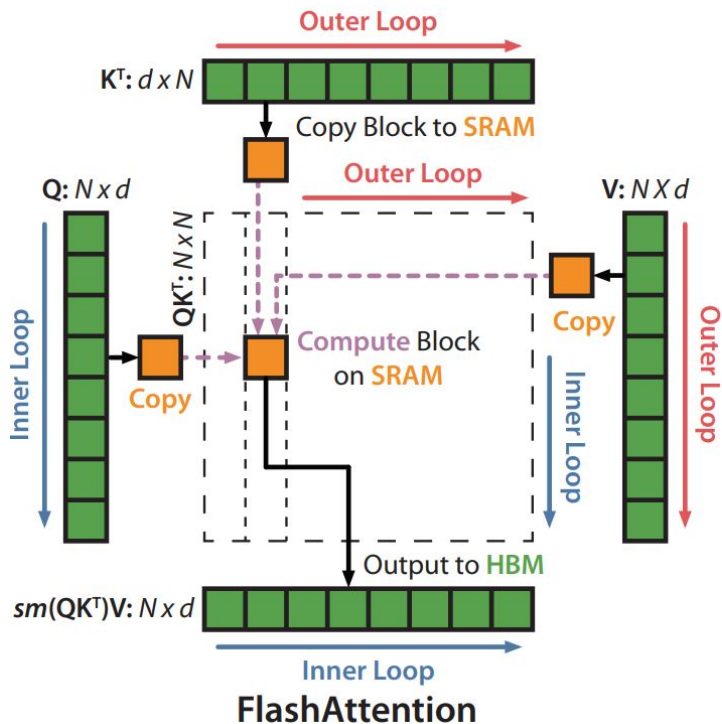 Outer Loop
Kᵀ: d x N
Copy Block to SRAM
Q: N x d
Outer Loop
V: N X d
QKᵀ: N x N
Copy
Compute Block
on SRAM
Copy
Inner Loop
Inner Loop
Outer Loop
Output to HBM
sm(QKᵀ)V: N x d
Inner Loop
FlashAttention